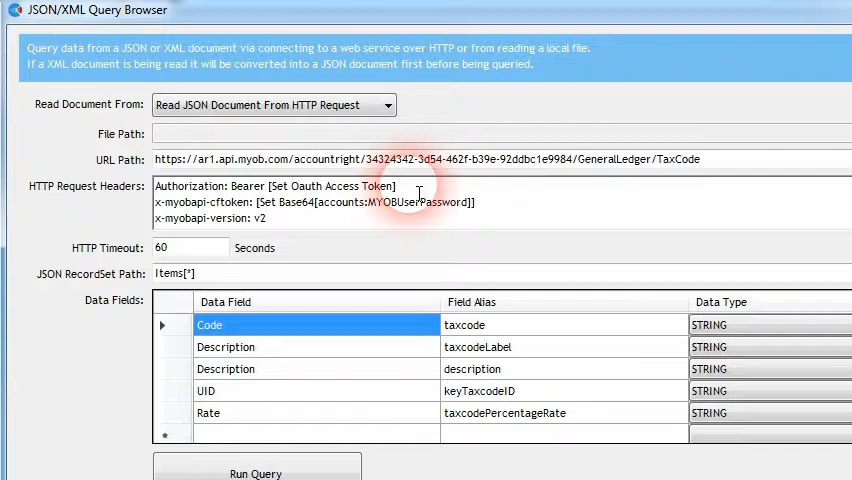 JSON/XML Query Browser
Query data from a JSON or XML document via connecting to a web service over HTTP or from reading a local file.
If a XML document is being read it will be converted into a JSON document first before being queried.
Read Document From: Read JSON Document From HTTP Request
File Path:
URL Path: https://ar1.api.myob.com/accountright/34324342-3d54-462f-b39e-92ddbc1e9984/GeneralLedger/TaxCode
HTTP Request Headers: Authorization: Bearer [Set Oauth Access Token]
x-myobapi-cftoken: [Set Base64[accounts:MYOBUserPassword]]
x-myobapi-version: v2
HTTP Timeout: 60 Seconds
JSON RecordSet Path: Items[*]
Data Fields: Data Field Field Alias Data Type
Code taxcode STRING
Description taxcodeLabel STRING
Description description STRING
UID keyTaxcodeID STRING
Rate taxcodePercentageRate STRING
*
Run Query